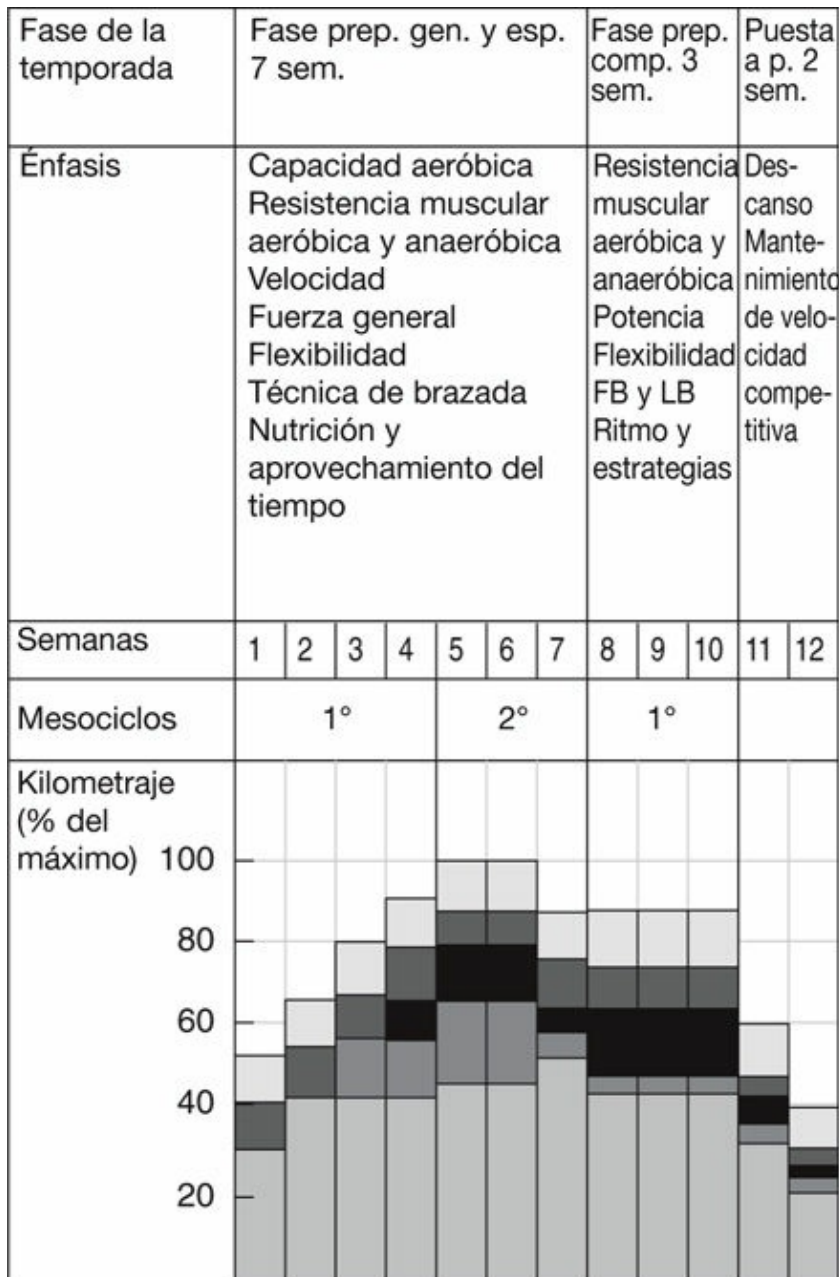 Fase de la
temporada
Fase prep. gen. y esp.
7 sem.
Fase prep.
comp. 3
sem.
Puesta
a p. 2
sem.
Énfasis
Capacidad aeróbica
Resistencia muscular
aeróbica y anaeróbica
Velocidad
Fuerza general
Flexibilidad
Técnica de brazada
Nutrición y
aprovechamiento del
tiempo
Resistencia
muscular
aeróbica y
anaeróbica
Potencia
Flexibilidad
FB y LB
Ritmo y
estrategias
Des-
canso
Mante-
nimiento
de velo-
cidad
compe-
titiva
Semanas 1 2 3 4 5 6 7 8 9 10 11 12
Mesociclos 1° 2° 1°
Kilometraje
(% del
máximo) 100
80
60
40
20